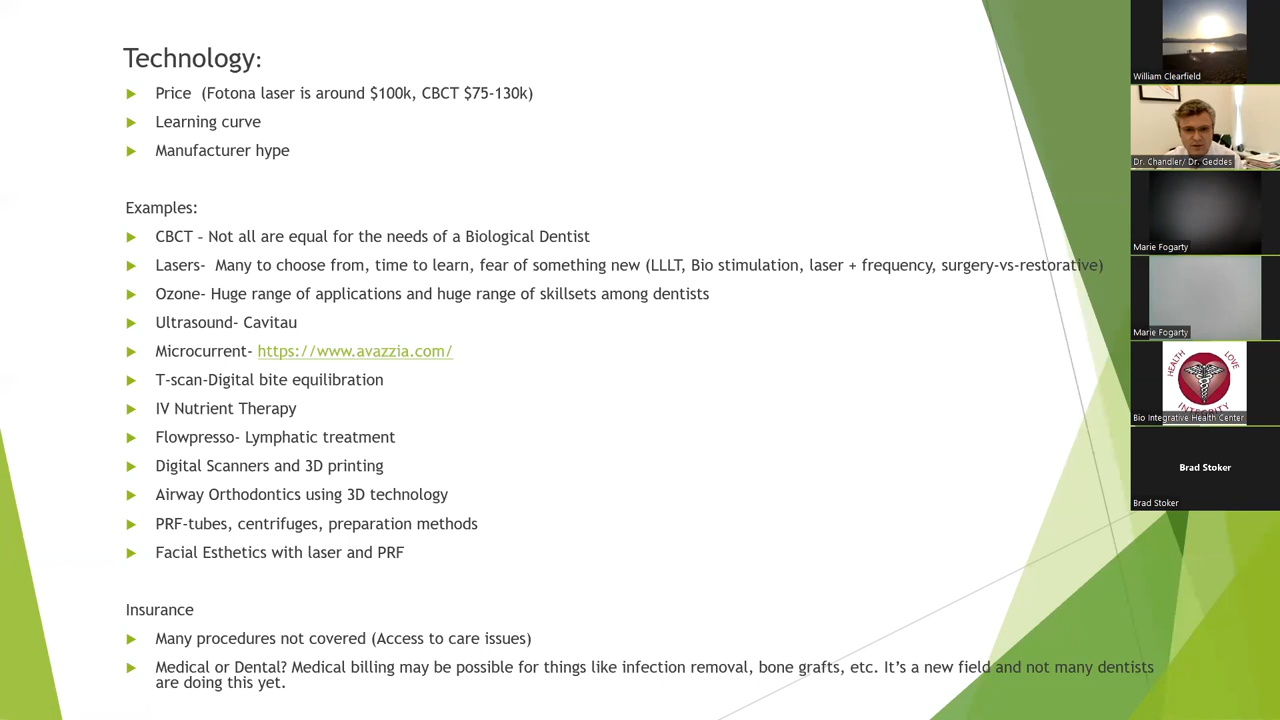 Technology:
Price (Fotona laser is around $100k, CBCT $75-130k)
Learning curve
Manufacturer hype
Examples:
CBCT - Not all are equal for the needs of a Biological Dentist
Lasers- Many to choose from, time to learn, fear of something new (LLLT, Bio stimulation, laser + frequency, surgery-vs-restorative)
Ozone- Huge range of applications and huge range of skillsets among dentists
Ultrasound- Cavitau
Microcurrent- https://www.avazzia.com/
T-scan-Digital bite equilibration
IV Nutrient Therapy
Flowpresso- Lymphatic treatment
Digital Scanners and 3D printing
Airway Orthodontics using 3D technology
PRF-tubes, centrifuges, preparation methods
Facial Esthetics with laser and PRF
Insurance
Many procedures not covered (Access to care issues)
Medical or Dental? Medical billing may be possible for things like infection removal, bone grafts, etc. It's a new field and not many dentists
are doing this yet.
William Clearfield
Dr. Chandler/ Dr. Geddes
Marie Fogarty
Marie Fogarty
HEALTH LOVE
INTEGRITY
Bio Integrative Health Center
Brad Stoker
Brad Stoker